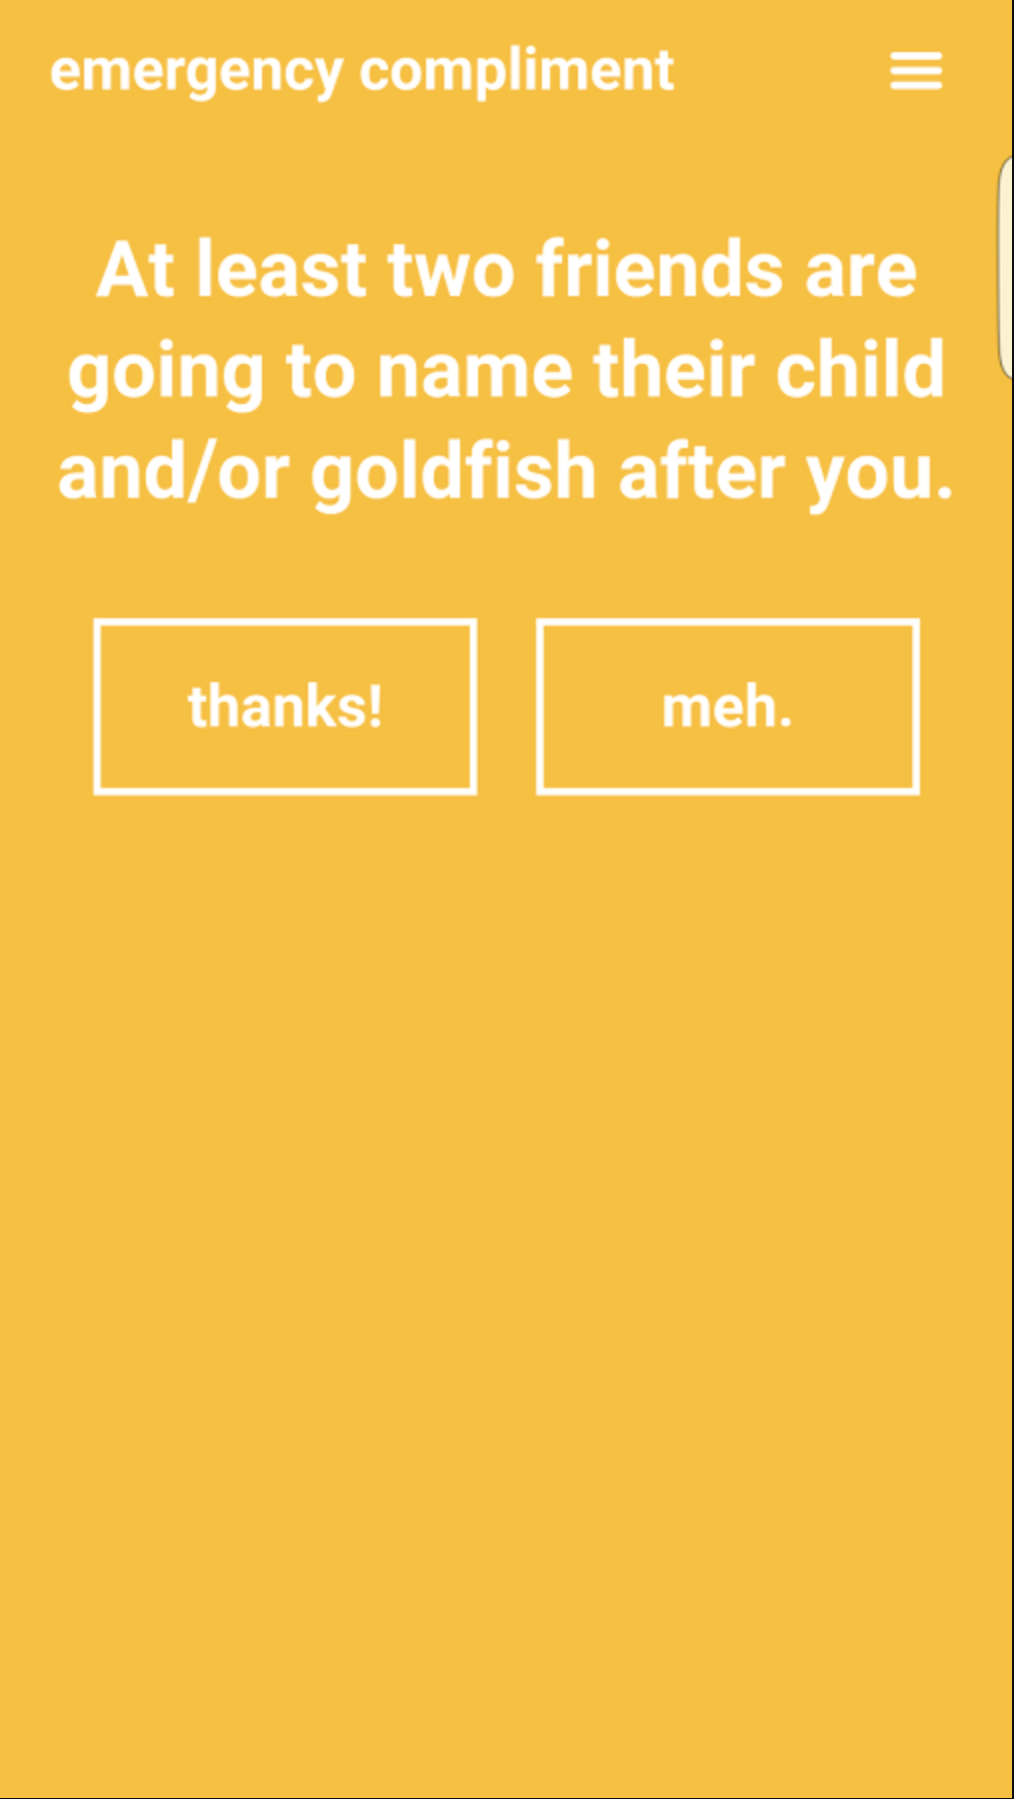 emergency compliment
At least two friends are
going to name their child
and/or goldfish after you.
thanks!
meh.